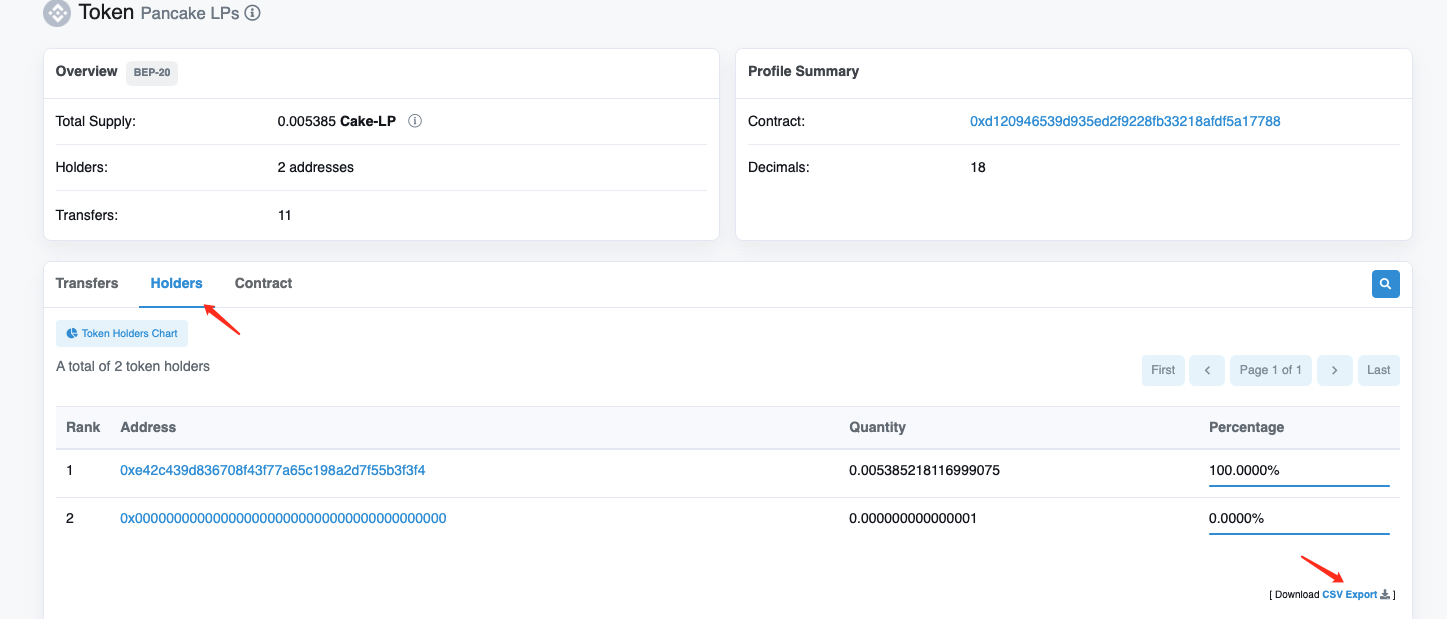 Token Pancake LPs
Overview BEP-20
Total Supply: 0.005385 Cake-LP
Holders: 2 addresses
Transfers: 11
Profile Summary
Contract: 0xd120946539d935ed2f9228fb33218afdf5a17788
Decimals: 18
Transfers Holders Contract
Token Holders Chart
A total of 2 token holders
First < Page 1 of 1 > Last
Rank Address Quantity Percentage
1 0xe42c439d836708f43f77a65c198a2d7f55b3f3f4 0.005385218116999075 100.0000%
2 0x0000000000000000000000000000000000000000 0.000000000000001 0.0000%
[ Download CSV Export ]